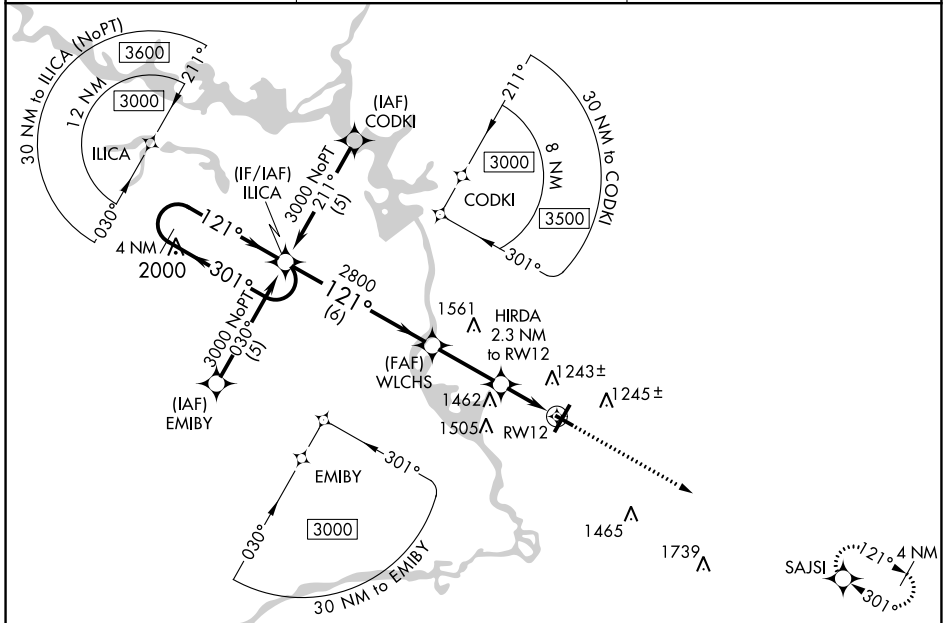 30 NM to ILICA (NoPT)
3600
211°
12 NM
3000
ILICA
030°
(IAF)
CODKI
3000 NoPT
211°
(5)
(IF/IAF)
ILICA
211°
30 NM to CODKI
3000
8 NM
CODKI
3500
301°
121°
4 NM
2000
301°
2800
121°
(6)
3000 NoPT
030°
(5)
(IAF)
EMIBY
1561
HIRDA
2.3 NM
to RW12
(FAF)
WLCHS
1243±
1462
1245±
1505
RW12
301°
EMIBY
030°
3000
30 NM to EMIBY
1465
1739
SAJSI
121°
4 NM
301°